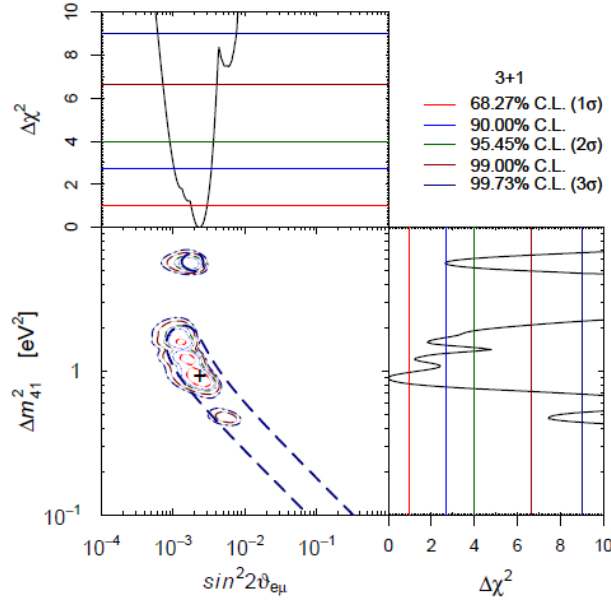 10
8
6
4
2
0
Δχ²
3+1
68.27% C.L. (1σ)
90.00% C.L.
95.45% C.L. (2σ)
99.00% C.L.
99.73% C.L. (3σ)
Δm²₄₁ [eV²]
1
10⁻¹
10⁻⁴ 10⁻³ 10⁻² 10⁻¹
sin²2ϑeμ
0 2 4 6 8 10
Δχ²